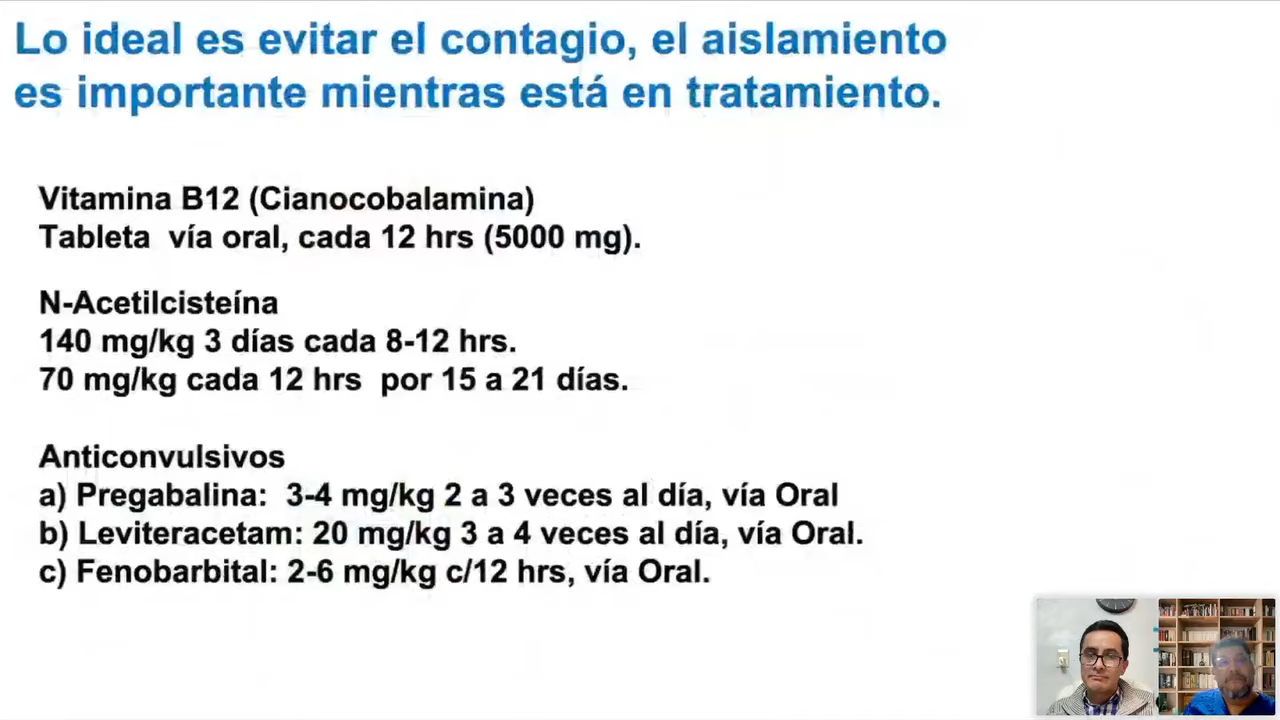 Lo ideal es evitar el contagio, el aislamiento
es importante mientras está en tratamiento.
Vitamina B12 (Cianocobalamina)
Tableta vía oral, cada 12 hrs (5000 mg).
N-Acetilcisteína
140 mg/kg 3 días cada 8-12 hrs.
70 mg/kg cada 12 hrs por 15 a 21 días.
Anticonvulsivos
a) Pregabalina: 3-4 mg/kg 2 a 3 veces al día, vía Oral
b) Leviteracetam: 20 mg/kg 3 a 4 veces al día, vía Oral.
c) Fenobarbital: 2-6 mg/kg c/12 hrs, vía Oral.